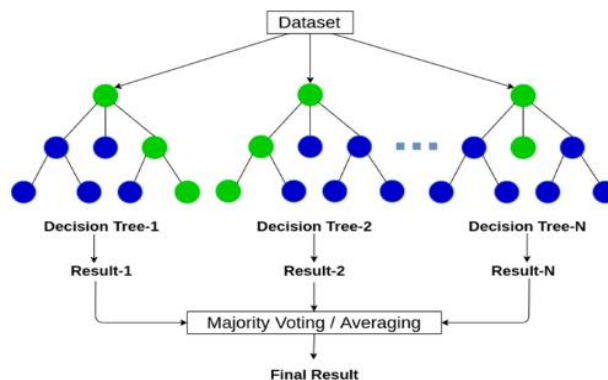 Dataset
Decision Tree-1
Decision Tree-2
Decision Tree-N
Result-1
Result-2
Result-N
Majority Voting / Averaging
Final Result